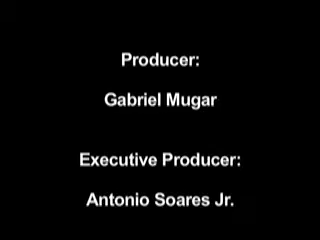 Producer:
Gabriel Mugar
Executive Producer:
Antonio Soares Jr.